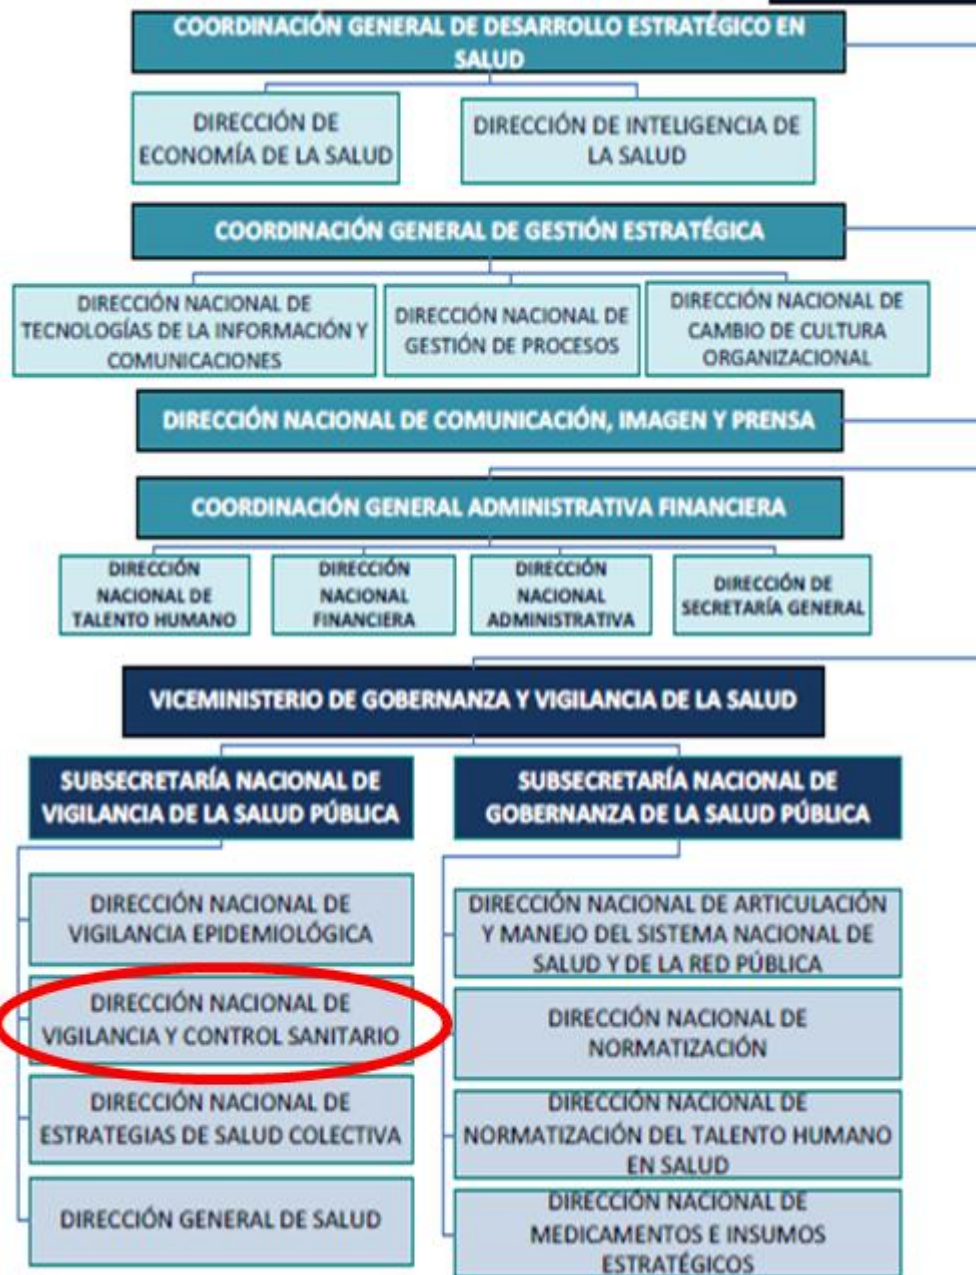 COORDINACIÓN GENERAL DE DESARROLLO ESTRATÉGICO EN
SALUD
DIRECCIÓN DE
ECONOMÍA DE LA SALUD
DIRECCIÓN DE INTELIGENCIA DE
LA SALUD
COORDINACIÓN GENERAL DE GESTIÓN ESTRATÉGICA
DIRECCIÓN NACIONAL DE
TECNOLOGÍAS DE LA INFORMACIÓN Y
COMUNICACIONES
DIRECCIÓN NACIONAL DE
GESTIÓN DE PROCESOS
DIRECCIÓN NACIONAL DE
CAMBIO DE CULTURA
ORGANIZACIONAL
DIRECCIÓN NACIONAL DE COMUNICACIÓN, IMAGEN Y PRENSA
COORDINACIÓN GENERAL ADMINISTRATIVA FINANCIERA
DIRECCIÓN
NACIONAL DE
TALENTO HUMANO
DIRECCIÓN
NACIONAL
FINANCIERA
DIRECCIÓN
NACIONAL
ADMINISTRATIVA
DIRECCIÓN DE
SECRETARÍA GENERAL
VICEMINISTERIO DE GOBERNANZA Y VIGILANCIA DE LA SALUD
SUBSECRETARÍA NACIONAL DE
VIGILANCIA DE LA SALUD PÚBLICA
DIRECCIÓN NACIONAL DE
VIGILANCIA EPIDEMIOLÓGICA
DIRECCIÓN NACIONAL DE
VIGILANCIA Y CONTROL SANITARIO
DIRECCIÓN NACIONAL DE
ESTRATEGIAS DE SALUD COLECTIVA
DIRECCIÓN GENERAL DE SALUD
SUBSECRETARÍA NACIONAL DE
GOBERNANZA DE LA SALUD PÚBLICA
DIRECCIÓN NACIONAL DE ARTICULACIÓN
Y MANEJO DEL SISTEMA NACIONAL DE
SALUD Y DE LA RED PÚBLICA
DIRECCIÓN NACIONAL DE
NORMATIZACIÓN
DIRECCIÓN NACIONAL DE
NORMATIZACIÓN DEL TALENTO HUMANO
EN SALUD
DIRECCIÓN NACIONAL DE
MEDICAMENTOS E INSUMOS
ESTRATÉGICOS